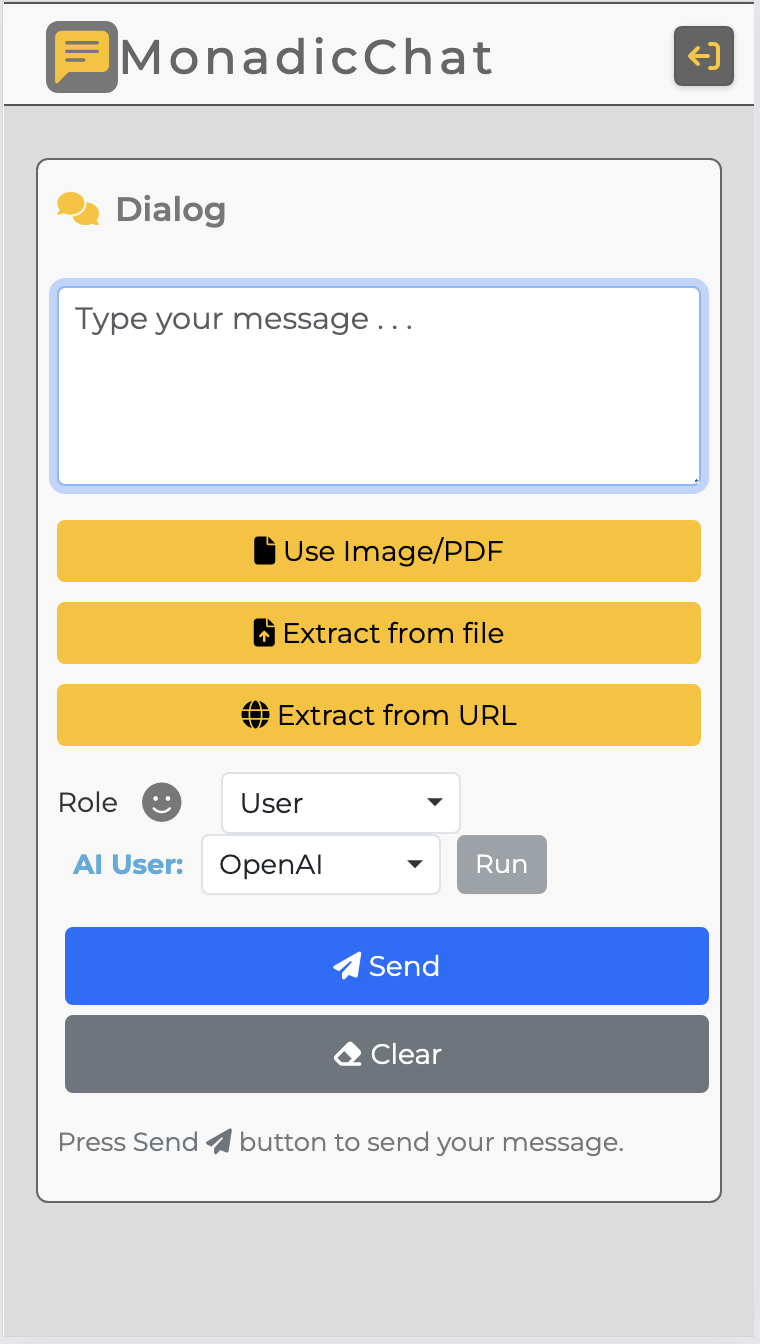 MonadicChat
Dialog
Type your message . . .
Use Image/PDF
Extract from file
Extract from URL
Role User
AI User: OpenAI Run
Send
Clear
Press Send button to send your message.